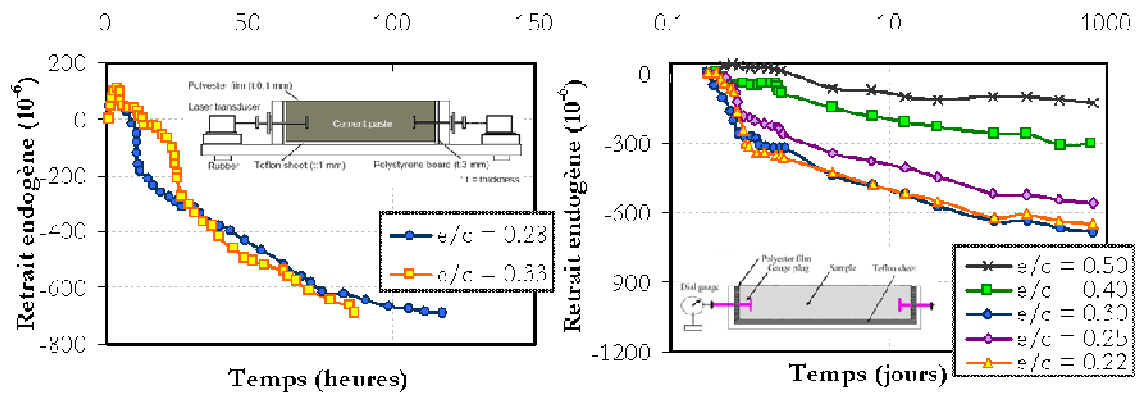 0 50 100 150
200
0
-200
-400
-600
-800
Retrait endogène (10⁻⁶)
Temps (heures)
Polyester film (t:0.1 mm)
Laser transducer
Cement paste
Rubber
Teflon sheet (t:1 mm)
Polystyrene board (t:3 mm)
* t = thickness
e/c = 0.28
e/c = 0.33
0.1 10 1000
0
-300
-600
-900
-1200
Retrait endogène (10⁻⁶)
Temps (jours)
Polyester film
Gauge plug
Sample
Teflon sheet
Dial gauge
e/c = 0.50
e/c = 0.40
e/c = 0.30
e/c = 0.25
e/c = 0.22